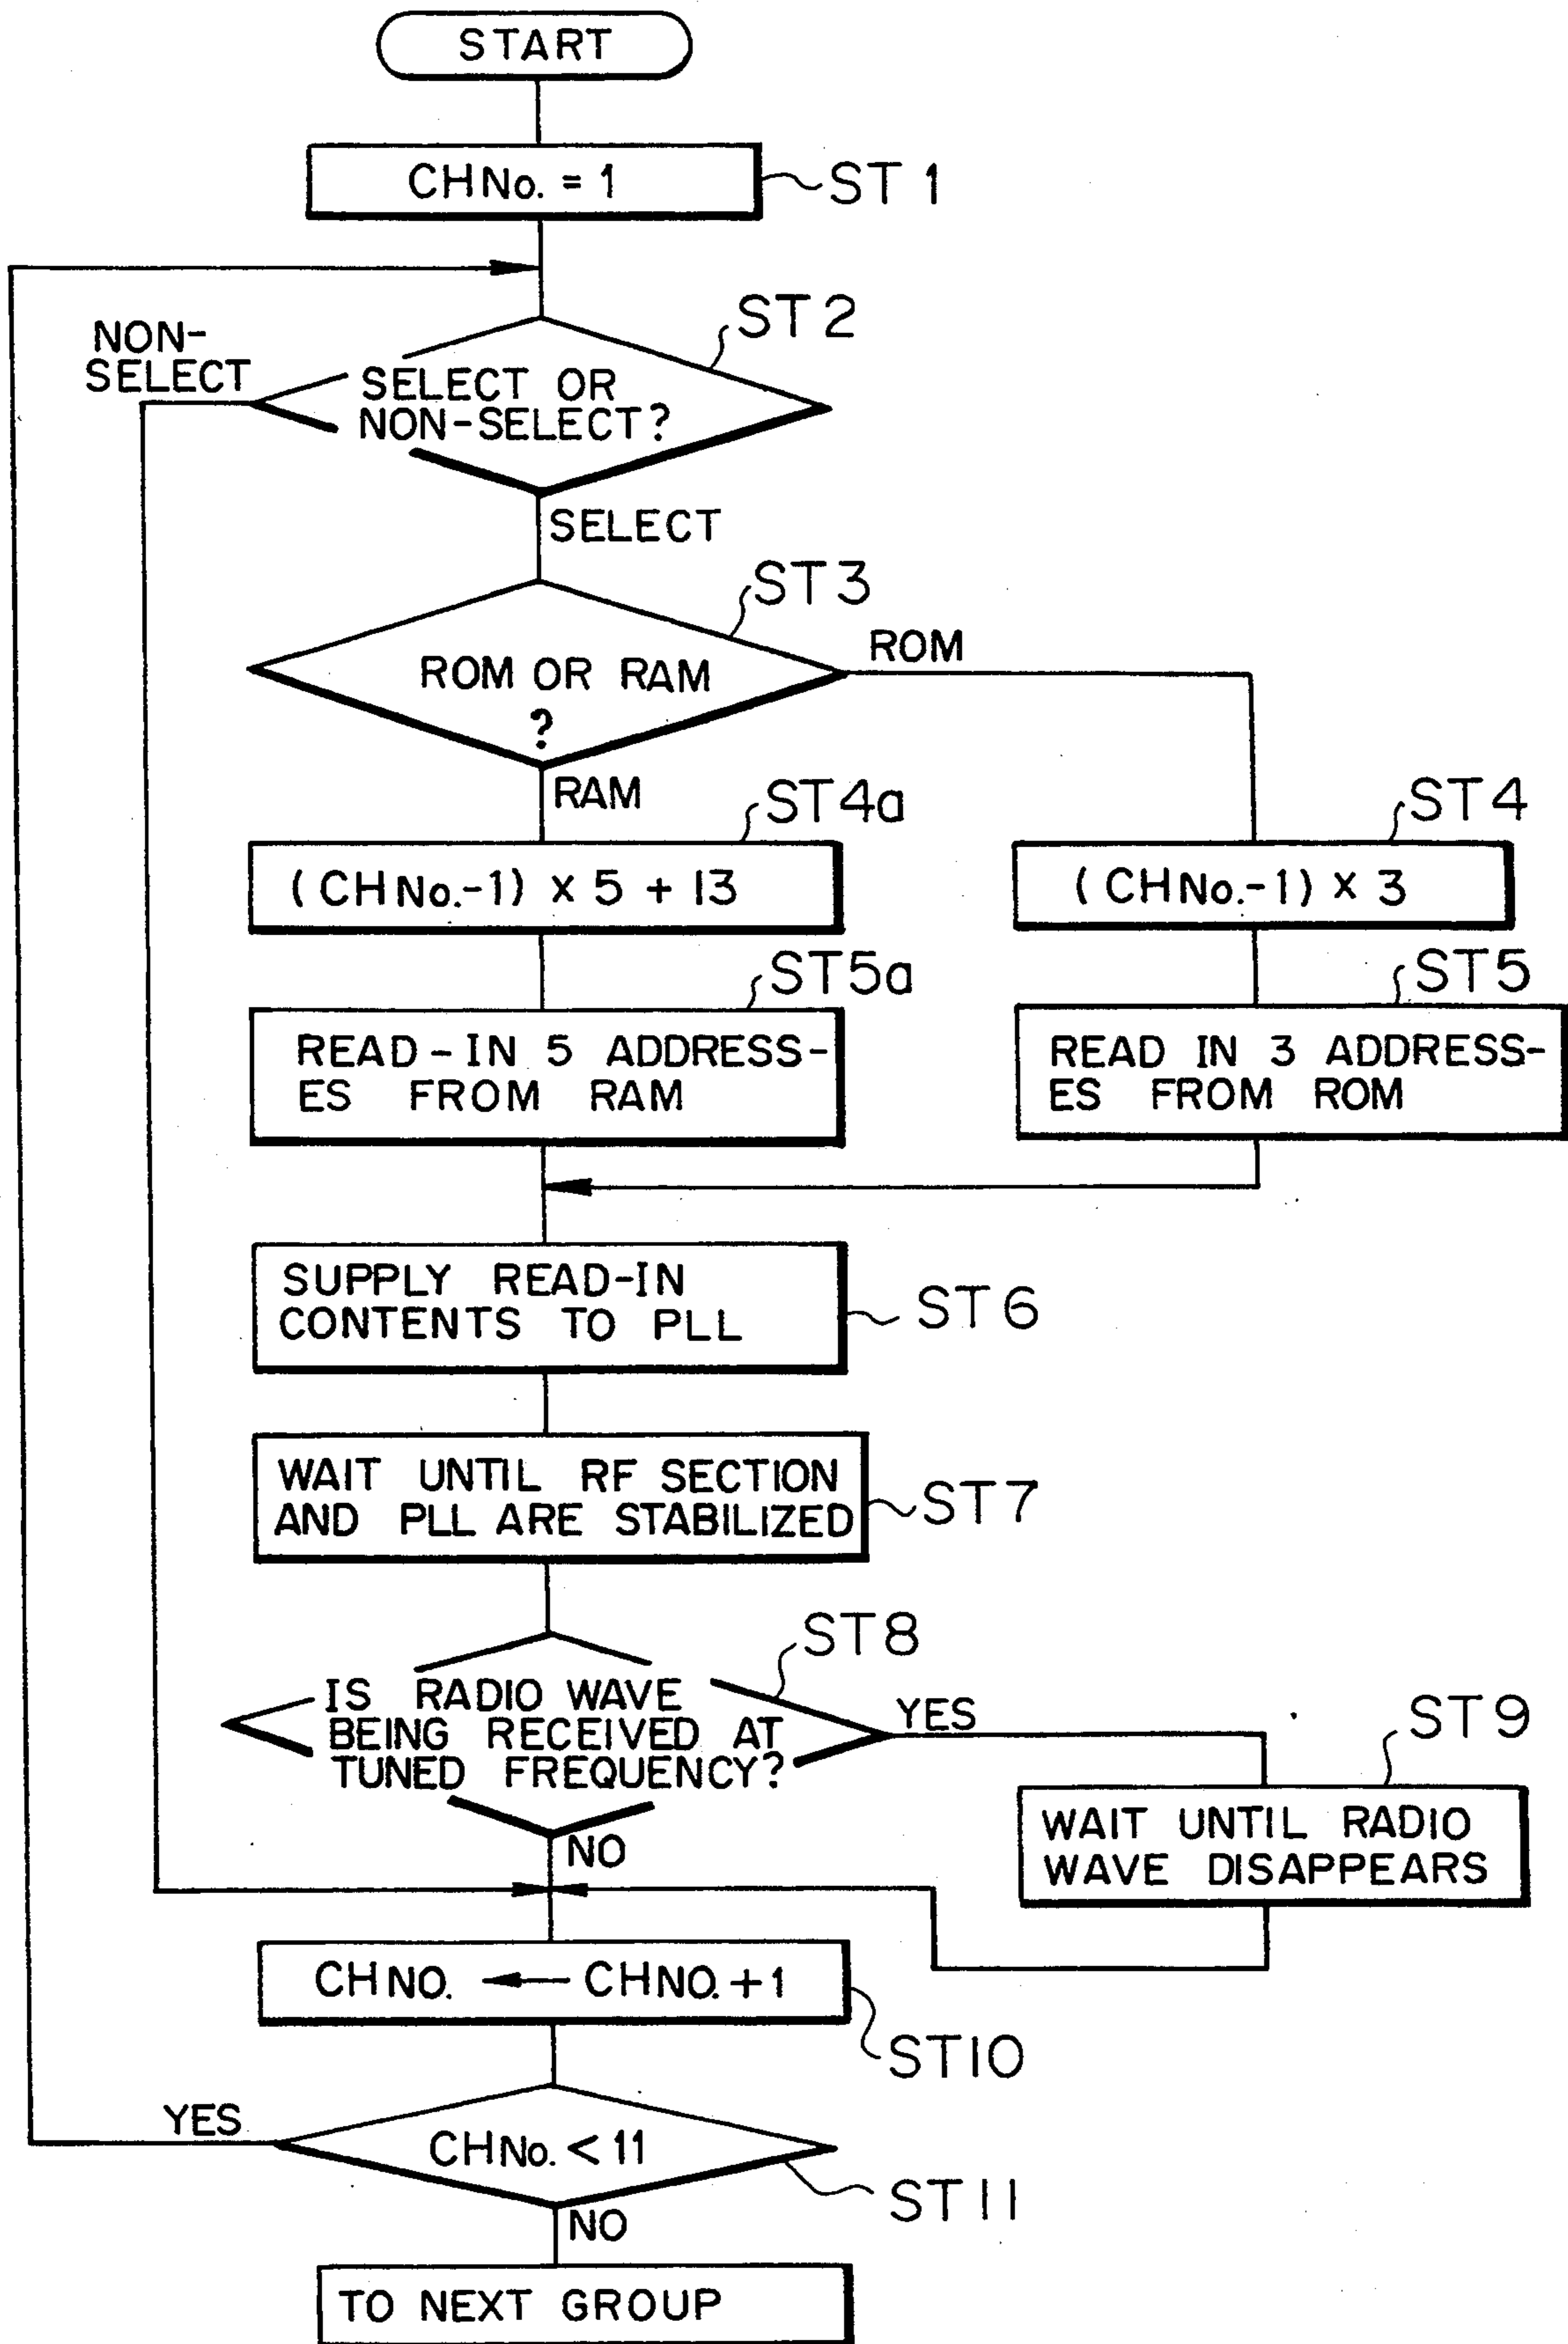 START
CHNo. = 1
ST 1
ST2
NON-
SELECT
SELECT OR
NON-SELECT?
SELECT
ST3
ROM
ROM OR RAM
?
RAM
ST4a
ST4
(CHNo.-1) x 5 + 13
(CHNo.-1) x 3
ST5a
ST5
READ-IN 5 ADDRESS-
ES FROM RAM
READ IN 3 ADDRESS-
ES FROM ROM
SUPPLY READ-IN
CONTENTS TO PLL
ST6
WAIT UNTIL RF SECTION
AND PLL ARE STABILIZED
ST7
ST8
IS RADIO WAVE
BEING RECEIVED AT
TUNED FREQUENCY?
YES
ST9
WAIT UNTIL RADIO
WAVE DISAPPEARS
NO
CHNO. ← CHNO.+1
ST10
YES
CHNo. < 11
ST11
NO
TO NEXT GROUP